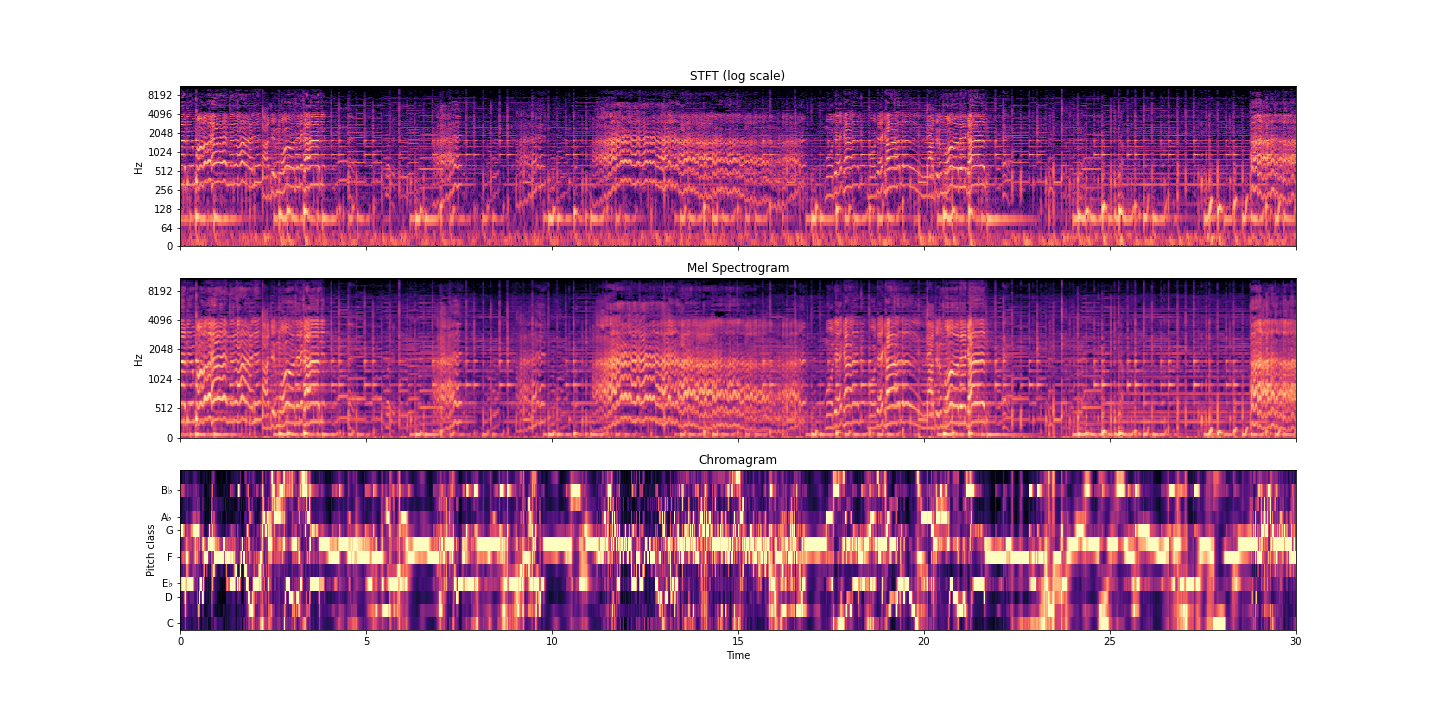 STFT (log scale)
8192
4096
2048
1024
512
256
128
64
0
Hz
Mel Spectrogram
8192
4096
2048
1024
512
0
Hz
Chromagram
B♭
A♭
G
F
E♭
D
C
Pitch class
0 5 10 15 20 25 30
Time